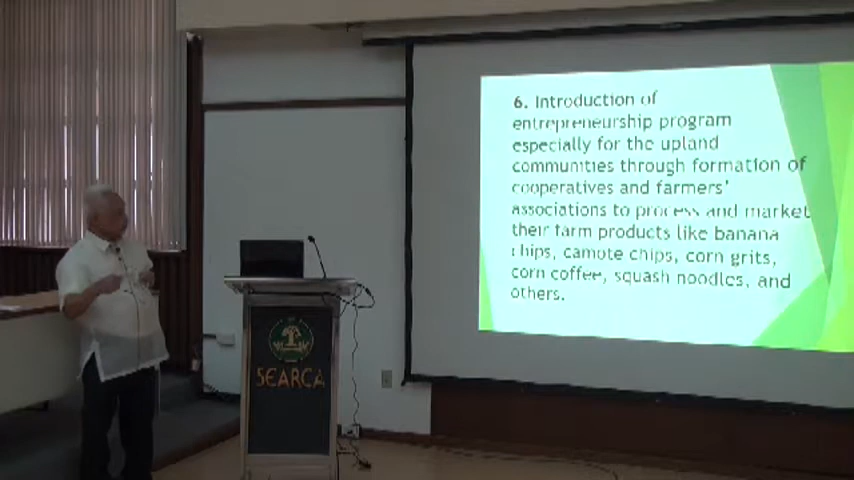 6. Introduction of
entrepreneurship program
especially for the upland
communities through formation of
cooperatives and farmers'
associations to process and market
their farm products like banana
chips, camote chips, corn grits,
corn coffee, squash noodles, and
others.
SEARCA